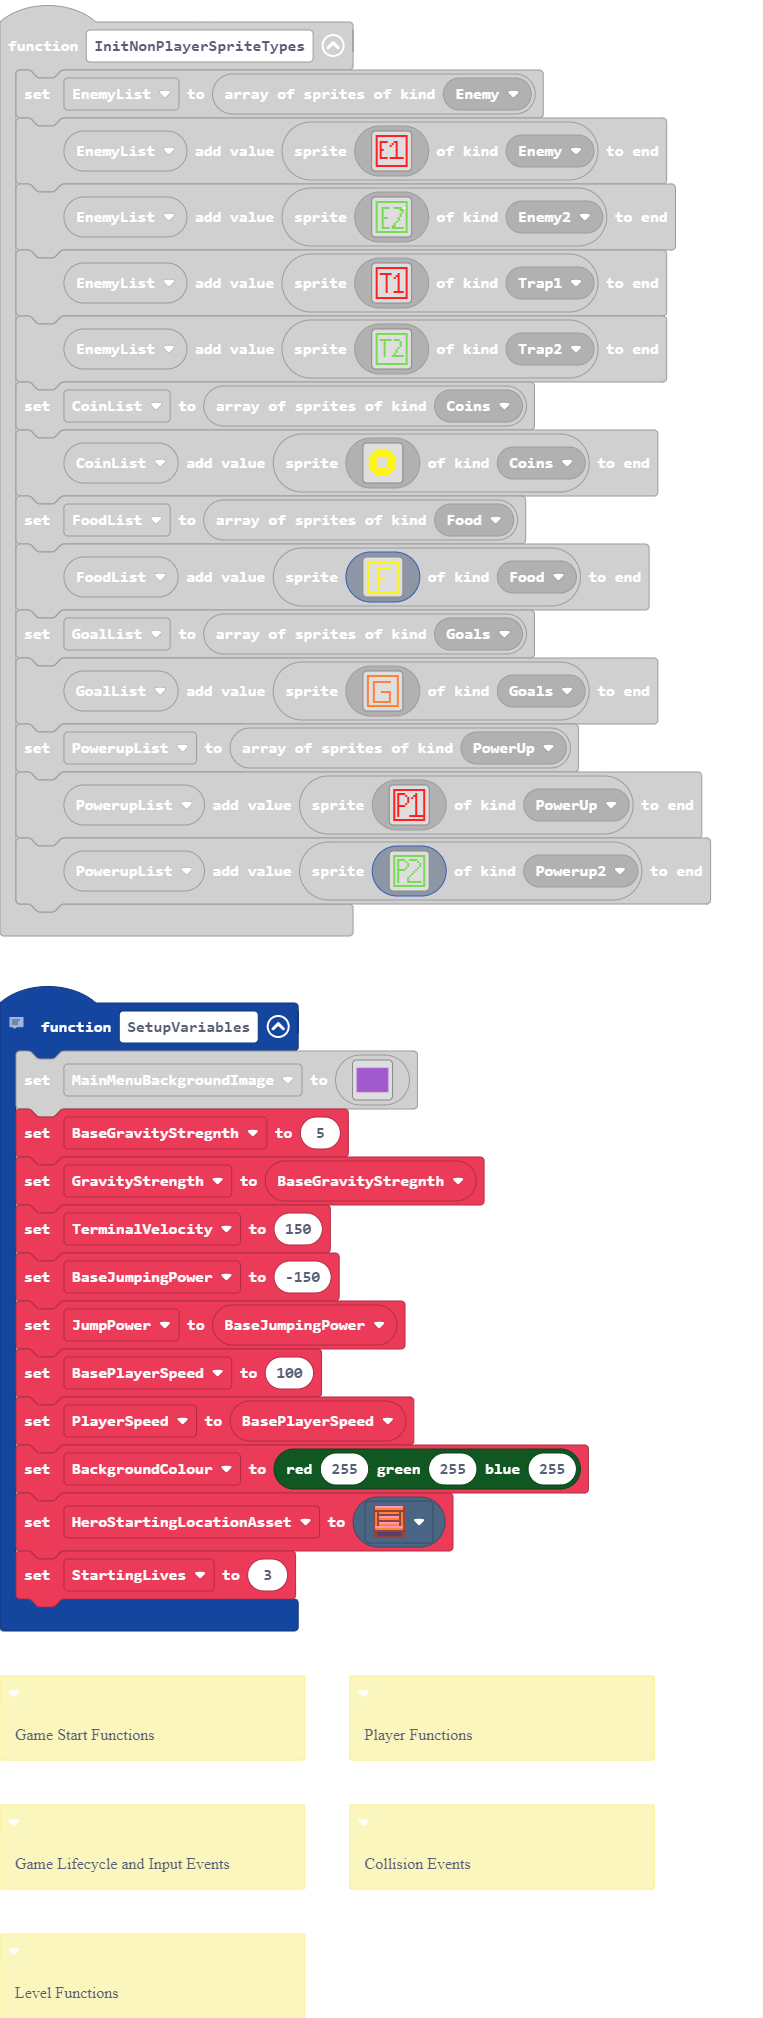 function InitNonPlayerSpriteTypes
set EnemyList to array of sprites of kind Enemy
EnemyList add value sprite E1 of kind Enemy to end
EnemyList add value sprite E2 of kind Enemy2 to end
EnemyList add value sprite T1 of kind Trap1 to end
EnemyList add value sprite T2 of kind Trap2 to end
set CoinList to array of sprites of kind Coins
CoinList add value sprite of kind Coins to end
set FoodList to array of sprites of kind Food
FoodList add value sprite F of kind Food to end
set GoalList to array of sprites of kind Goals
GoalList add value sprite G of kind Goals to end
set PowerupList to array of sprites of kind PowerUp
PowerupList add value sprite P1 of kind PowerUp to end
PowerupList add value sprite P2 of kind Powerup2 to end
function SetupVariables
set MainMenuBackgroundImage to
set BaseGravityStregnth to 5
set GravityStrength to BaseGravityStregnth
set TerminalVelocity to 150
set BaseJumpingPower to -150
set JumpPower to BaseJumpingPower
set BasePlayerSpeed to 100
set PlayerSpeed to BasePlayerSpeed
set BackgroundColour to red 255 green 255 blue 255
set HeroStartingLocationAsset to
set StartingLives to 3
Game Start Functions
Player Functions
Game Lifecycle and Input Events
Collision Events
Level Functions